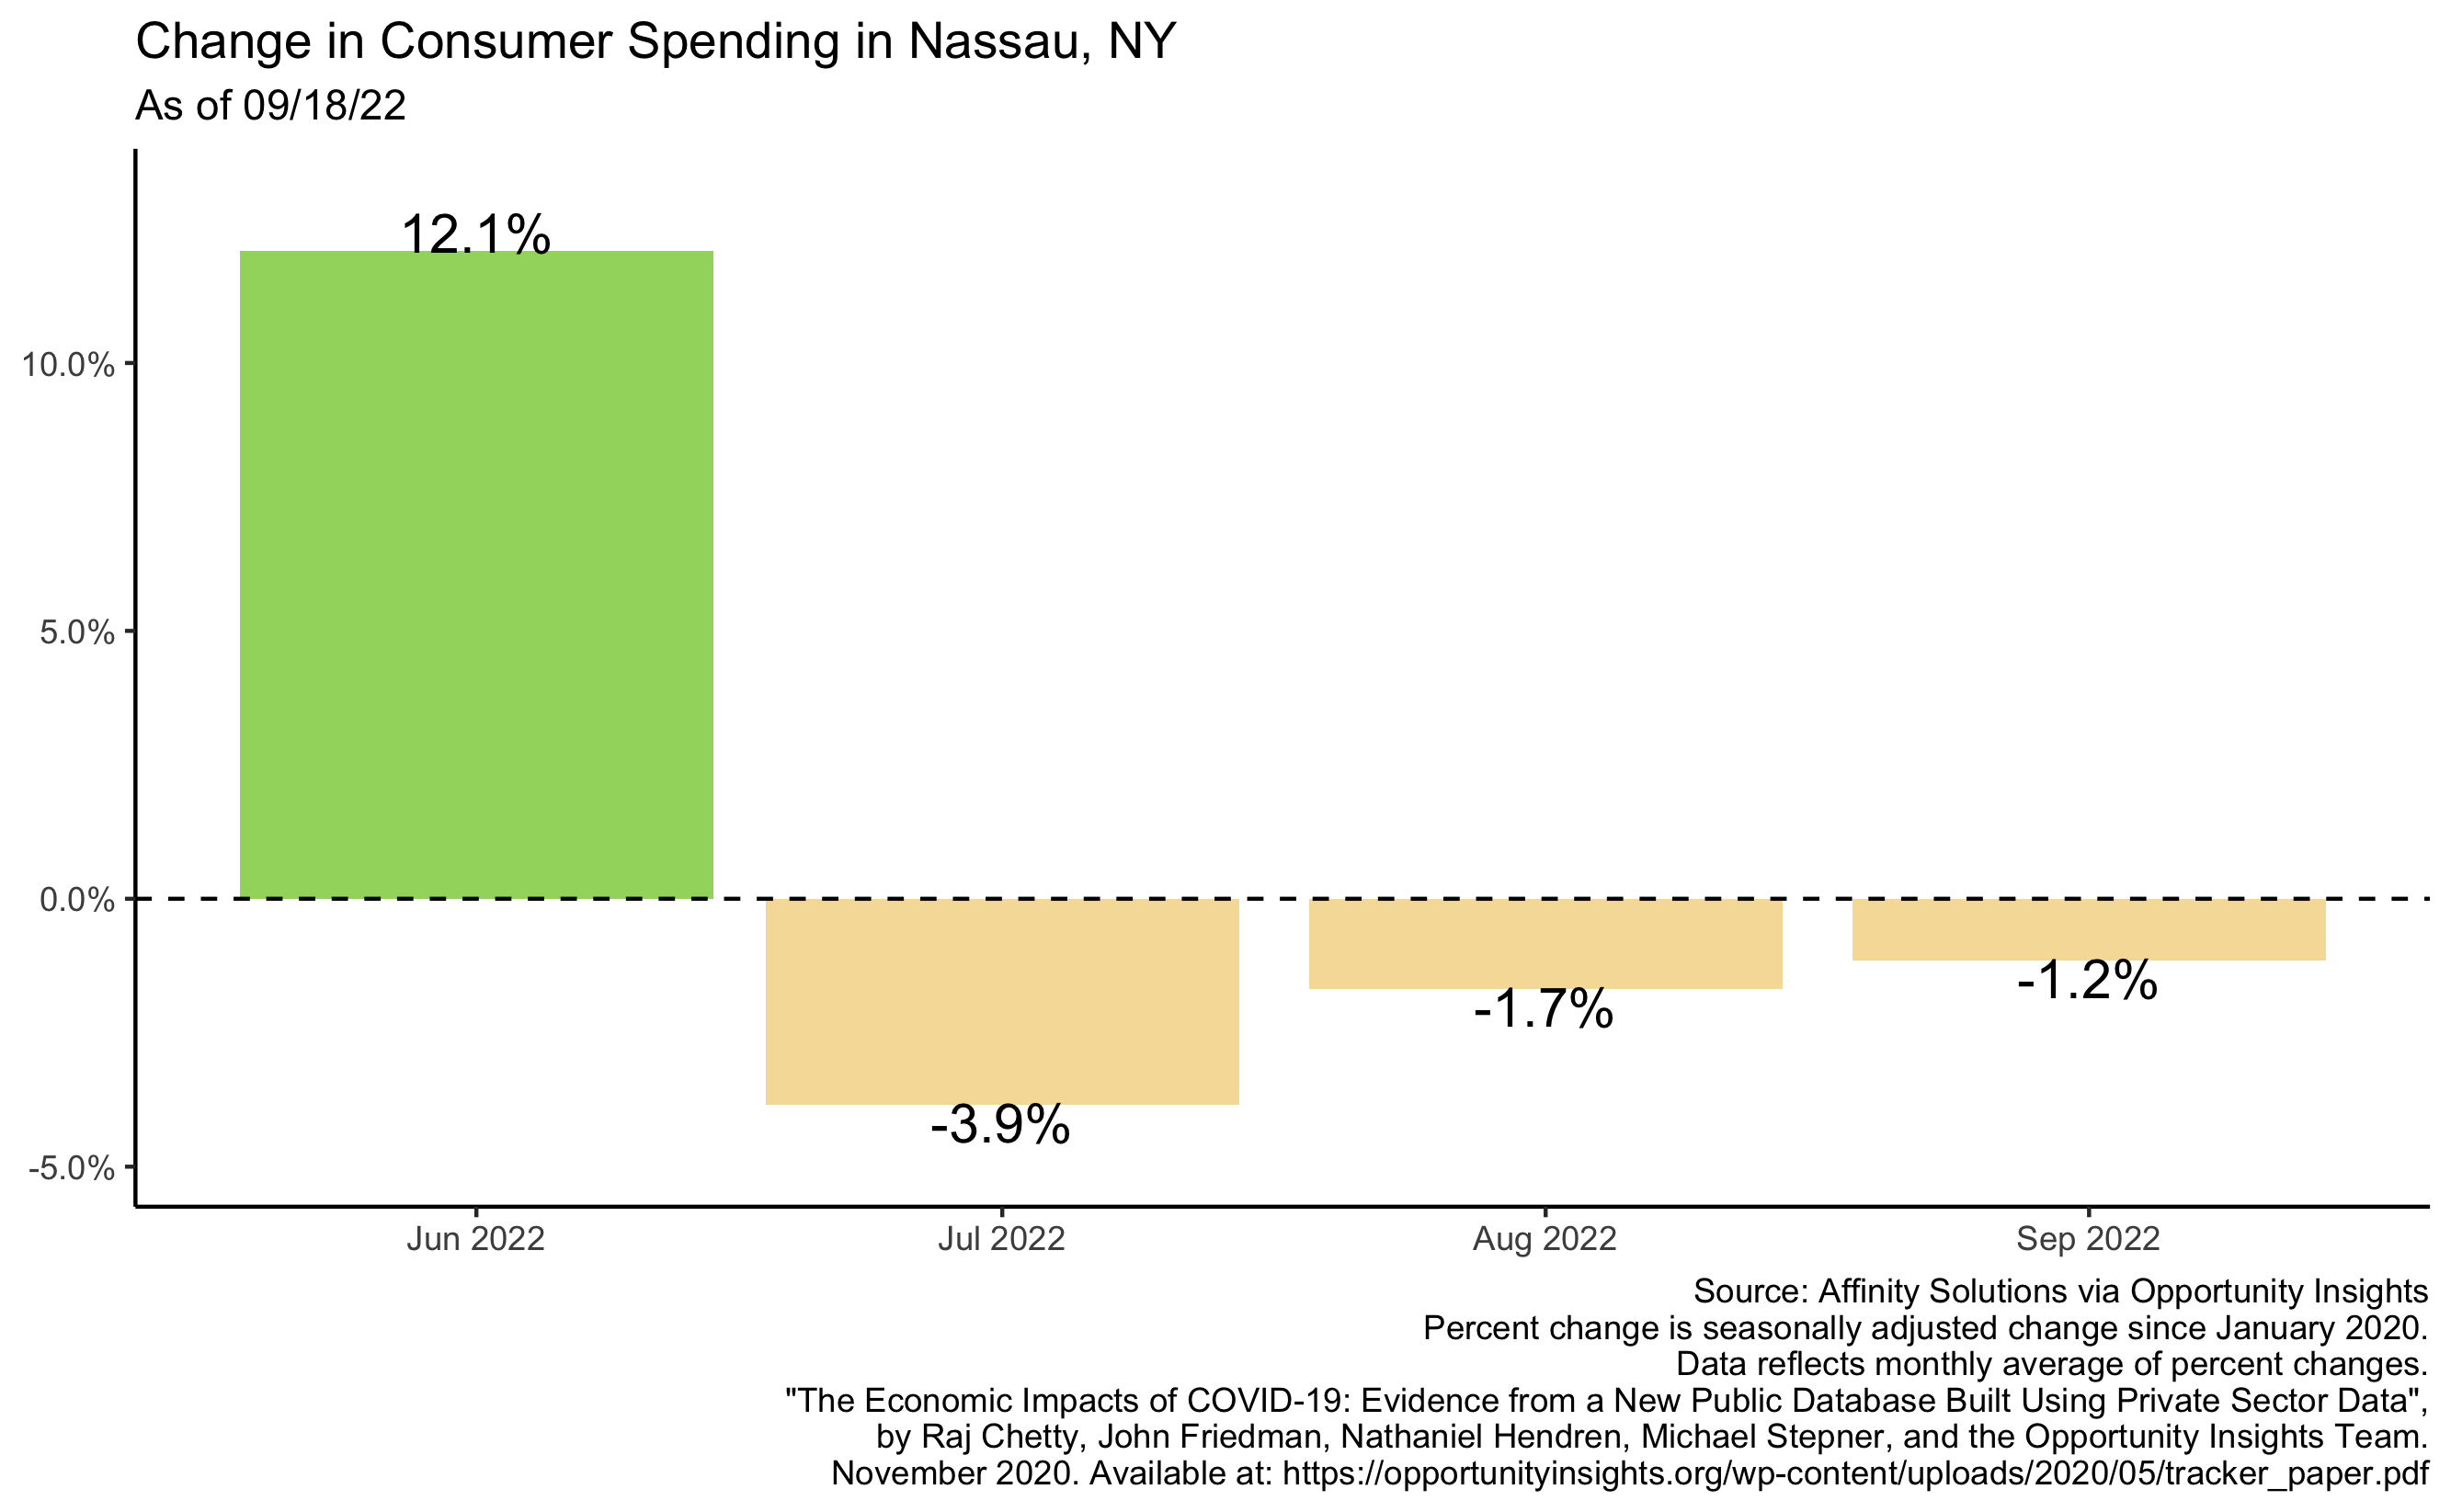 Change in Consumer Spending in Nassau, NY
As of 09/18/22
12.1%
10.0%
5.0%
0.0%
-1.2%
-1.7%
-3.9%
-5.0%
Jun 2022
Jul 2022
Aug 2022
Sep 2022
Source: Affinity Solutions via Opportunity Insights
Percent change is seasonally adjusted change since January 2020.
Data reflects monthly average of percent changes.
"The Economic Impacts of COVID-19: Evidence from a New Public Database Built Using Private Sector Data",
by Raj Chetty, John Friedman, Nathaniel Hendren, Michael Stepner, and the Opportunity Insights Team.
November 2020. Available at: https://opportunityinsights.org/wp-content/uploads/2020/05/tracker_paper.pdf